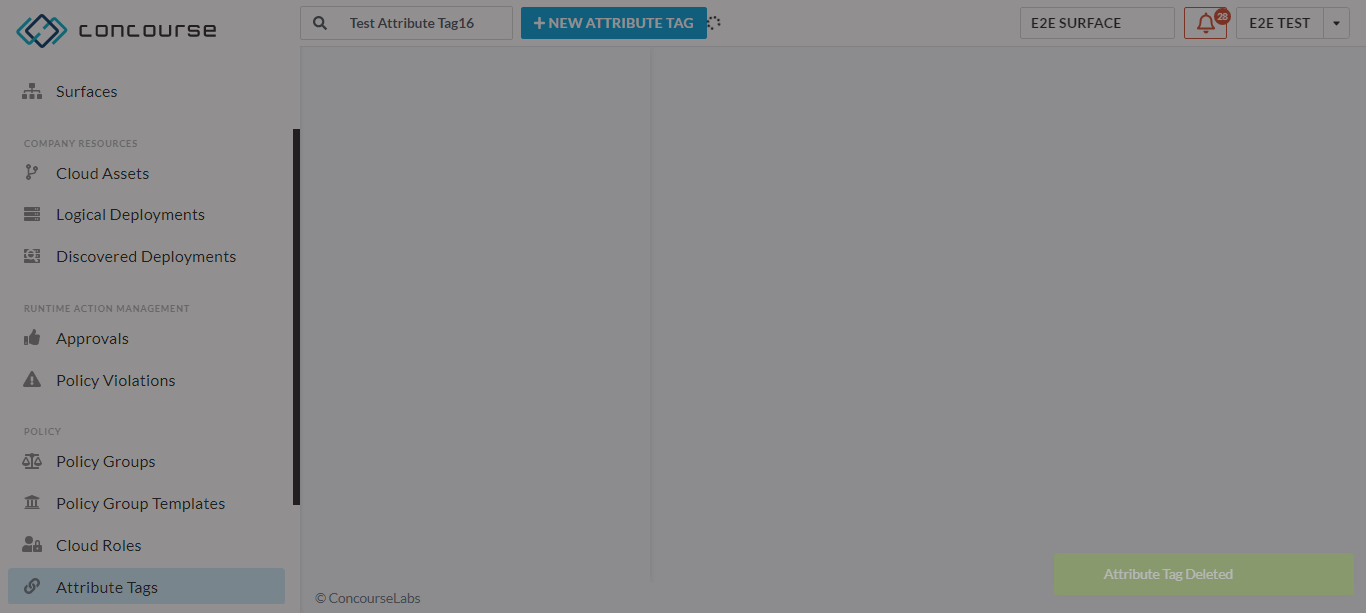 concourse
Test Attribute Tag16
NEW ATTRIBUTE TAG
E2E SURFACE
28
E2E TEST
Surfaces
COMPANY RESOURCES
Cloud Assets
Logical Deployments
Discovered Deployments
RUNTIME ACTION MANAGEMENT
Approvals
Policy Violations
POLICY
Policy Groups
Policy Group Templates
Cloud Roles
Attribute Tags
Attribute Tag Deleted
© ConcourseLabs